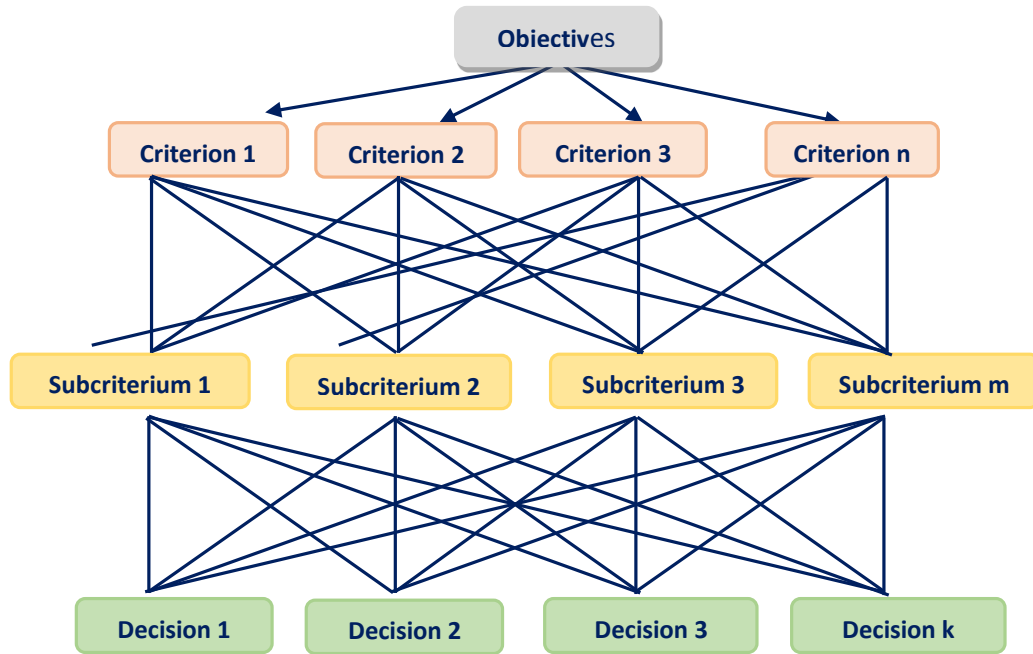 Obiectives
Criterion 1
Criterion 2
Criterion 3
Criterion n
Subcriterium 1
Subcriterium 2
Subcriterium 3
Subcriterium m
Decision 1
Decision 2
Decision 3
Decision k